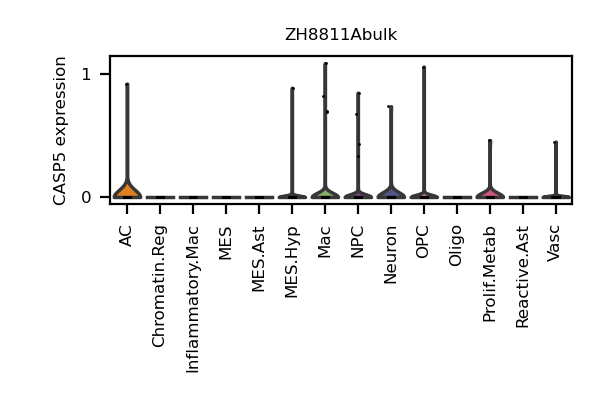 ZH8811Abulk
CASP5 expression
1
0
AC
Chromatin.Reg
Inflammatory.Mac
MES
MES.Ast
MES.Hyp
Mac
NPC
Neuron
OPC
Oligo
Prolif.Metab
Reactive.Ast
Vasc